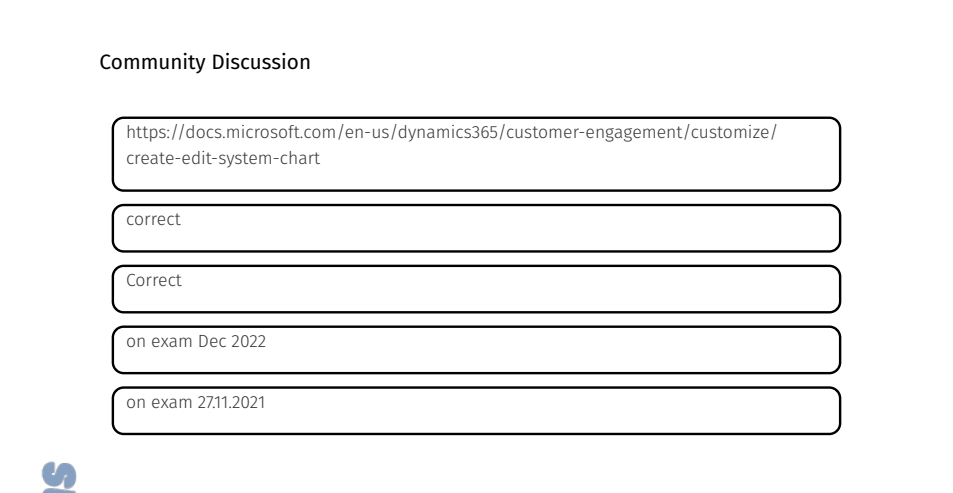 Community Discussion
https://docs.microsoft.com/en-us/dynamics365/customer-engagement/customize/
create-edit-system-chart
correct
Correct
on exam Dec 2022
on exam 27.11.2021